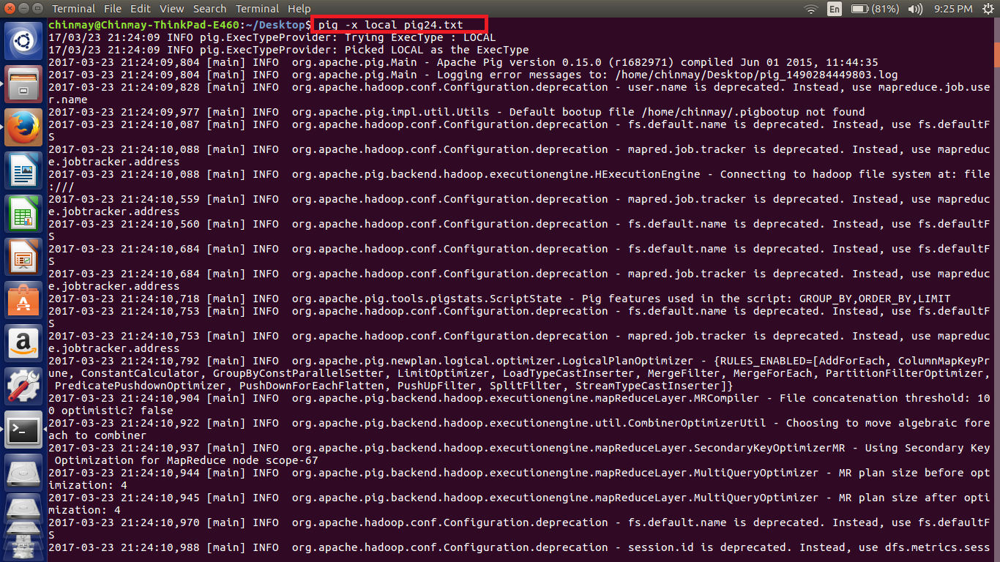 Terminal File Edit View Search Terminal Help En (81%) 9:25 PM
chinmay@Chinmay-ThinkPad-E460:~/Desktop$ pig -x local pig24.txt
17/03/23 21:24:09 INFO pig.ExecTypeProvider: Trying ExecType : LOCAL
17/03/23 21:24:09 INFO pig.ExecTypeProvider: Picked LOCAL as the ExecType
2017-03-23 21:24:09,804 [main] INFO  org.apache.pig.Main - Apache Pig version 0.15.0 (r1682971) compiled Jun 01 2015, 11:44:35
2017-03-23 21:24:09,804 [main] INFO  org.apache.pig.Main - Logging error messages to: /home/chinmay/Desktop/pig_1490284449803.log
2017-03-23 21:24:09,828 [main] INFO  org.apache.hadoop.conf.Configuration.deprecation - user.name is deprecated. Instead, use mapreduce.job.use
r.name
2017-03-23 21:24:09,977 [main] INFO  org.apache.pig.impl.util.Utils - Default bootup file /home/chinmay/.pigbootup not found
2017-03-23 21:24:10,087 [main] INFO  org.apache.hadoop.conf.Configuration.deprecation - fs.default.name is deprecated. Instead, use fs.defaultF
S
2017-03-23 21:24:10,088 [main] INFO  org.apache.hadoop.conf.Configuration.deprecation - mapred.job.tracker is deprecated. Instead, use mapreduc
e.jobtracker.address
2017-03-23 21:24:10,088 [main] INFO  org.apache.pig.backend.hadoop.executionengine.HExecutionEngine - Connecting to hadoop file system at: file
:///
2017-03-23 21:24:10,559 [main] INFO  org.apache.hadoop.conf.Configuration.deprecation - mapred.job.tracker is deprecated. Instead, use mapreduc
e.jobtracker.address
2017-03-23 21:24:10,560 [main] INFO  org.apache.hadoop.conf.Configuration.deprecation - fs.default.name is deprecated. Instead, use fs.defaultF
S
2017-03-23 21:24:10,684 [main] INFO  org.apache.hadoop.conf.Configuration.deprecation - fs.default.name is deprecated. Instead, use fs.defaultF
S
2017-03-23 21:24:10,684 [main] INFO  org.apache.hadoop.conf.Configuration.deprecation - mapred.job.tracker is deprecated. Instead, use mapreduc
e.jobtracker.address
2017-03-23 21:24:10,718 [main] INFO  org.apache.pig.tools.pigstats.ScriptState - Pig features used in the script: GROUP_BY,ORDER_BY,LIMIT
2017-03-23 21:24:10,753 [main] INFO  org.apache.hadoop.conf.Configuration.deprecation - fs.default.name is deprecated. Instead, use fs.defaultF
S
2017-03-23 21:24:10,753 [main] INFO  org.apache.hadoop.conf.Configuration.deprecation - mapred.job.tracker is deprecated. Instead, use mapreduc
e.jobtracker.address
2017-03-23 21:24:10,792 [main] INFO  org.apache.pig.newplan.logical.optimizer.LogicalPlanOptimizer - {RULES_ENABLED=[AddForEach, ColumnMapKeyPr
une, ConstantCalculator, GroupByConstParallelSetter, LimitOptimizer, LoadTypeCastInserter, MergeFilter, MergeForEach, PartitionFilterOptimizer,
 PredicatePushdownOptimizer, PushDownForEachFlatten, PushUpFilter, SplitFilter, StreamTypeCastInserter]}
2017-03-23 21:24:10,904 [main] INFO  org.apache.pig.backend.hadoop.executionengine.mapReduceLayer.MRCompiler - File concatenation threshold: 10
0 optimistic? false
2017-03-23 21:24:10,922 [main] INFO  org.apache.pig.backend.hadoop.executionengine.util.CombinerOptimizerUtil - Choosing to move algebraic fore
ach to combiner
2017-03-23 21:24:10,937 [main] INFO  org.apache.pig.backend.hadoop.executionengine.mapReduceLayer.SecondaryKeyOptimizerMR - Using Secondary Key
 Optimization for MapReduce node scope-67
2017-03-23 21:24:10,944 [main] INFO  org.apache.pig.backend.hadoop.executionengine.mapReduceLayer.MultiQueryOptimizer - MR plan size before opt
imization: 4
2017-03-23 21:24:10,945 [main] INFO  org.apache.pig.backend.hadoop.executionengine.mapReduceLayer.MultiQueryOptimizer - MR plan size after opti
mization: 4
2017-03-23 21:24:10,970 [main] INFO  org.apache.hadoop.conf.Configuration.deprecation - fs.default.name is deprecated. Instead, use fs.defaultF
S
2017-03-23 21:24:10,988 [main] INFO  org.apache.hadoop.conf.Configuration.deprecation - session.id is deprecated. Instead, use dfs.metrics.sess